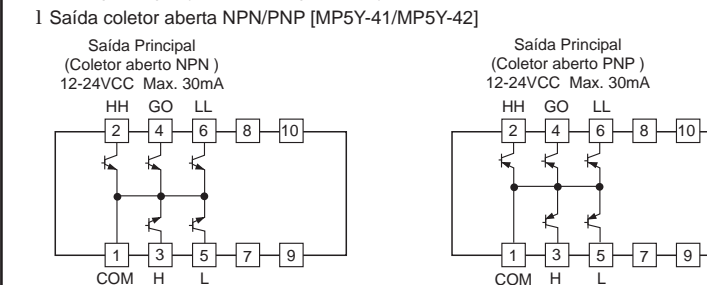 l Saída coletor aberta NPN/PNP [MP5Y-41/MP5Y-42]
Saída Principal
(Coletor aberto NPN )
12-24VCC Max. 30mA
HH GO LL
2 4 6 8 10
1 3 5 7 9
COM H L
Saída Principal
(Coletor aberto PNP )
12-24VCC Max. 30mA
HH GO LL
2 4 6 8 10
1 3 5 7 9
COM H L